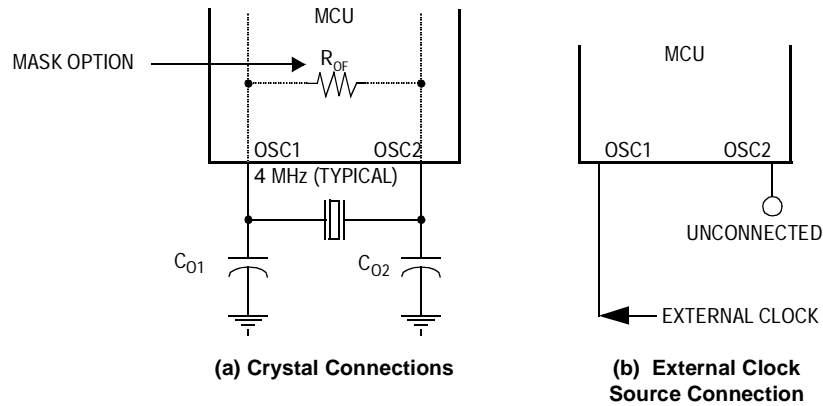 MCU
MASK OPTION
R_OF
OSC1 OSC2
4 MHz (TYPICAL)
C_O1
C_O2
(a) Crystal Connections
MCU
OSC1 OSC2
UNCONNECTED
EXTERNAL CLOCK
(b) External Clock
Source Connection